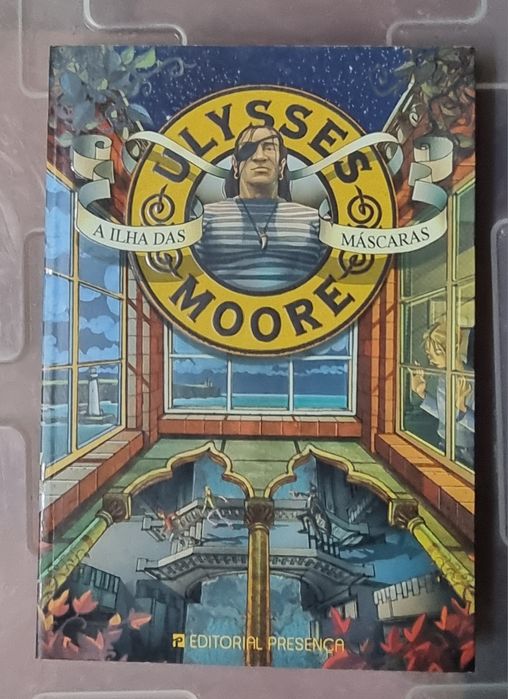 ULYSSES
A ILHA DAS MÁSCARAS
MOORE
EDITORIAL PRESENÇA